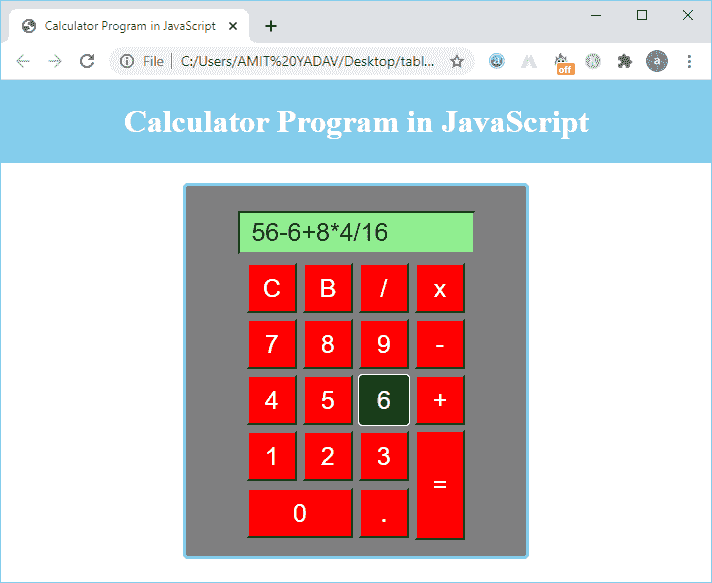 Calculator Program in JavaScript
File C:/Users/AMIT%20YADAV/Desktop/tabl...
off
a
Calculator Program in JavaScript
56-6+8*4/16
C B / x
7 8 9 -
4 5 6 +
1 2 3
=
0 .